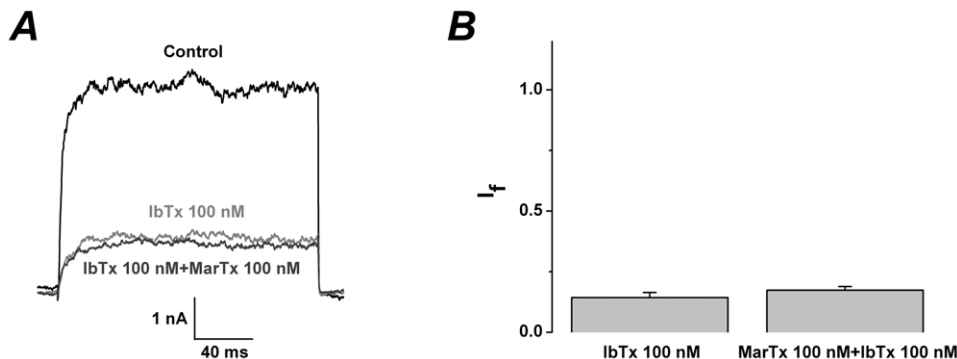 A
Control
IbTx 100 nM
IbTx 100 nM+MarTx 100 nM
1 nA
40 ms
B
1.0
0.5
0.0
If
IbTx 100 nM
MarTx 100 nM+IbTx 100 nM